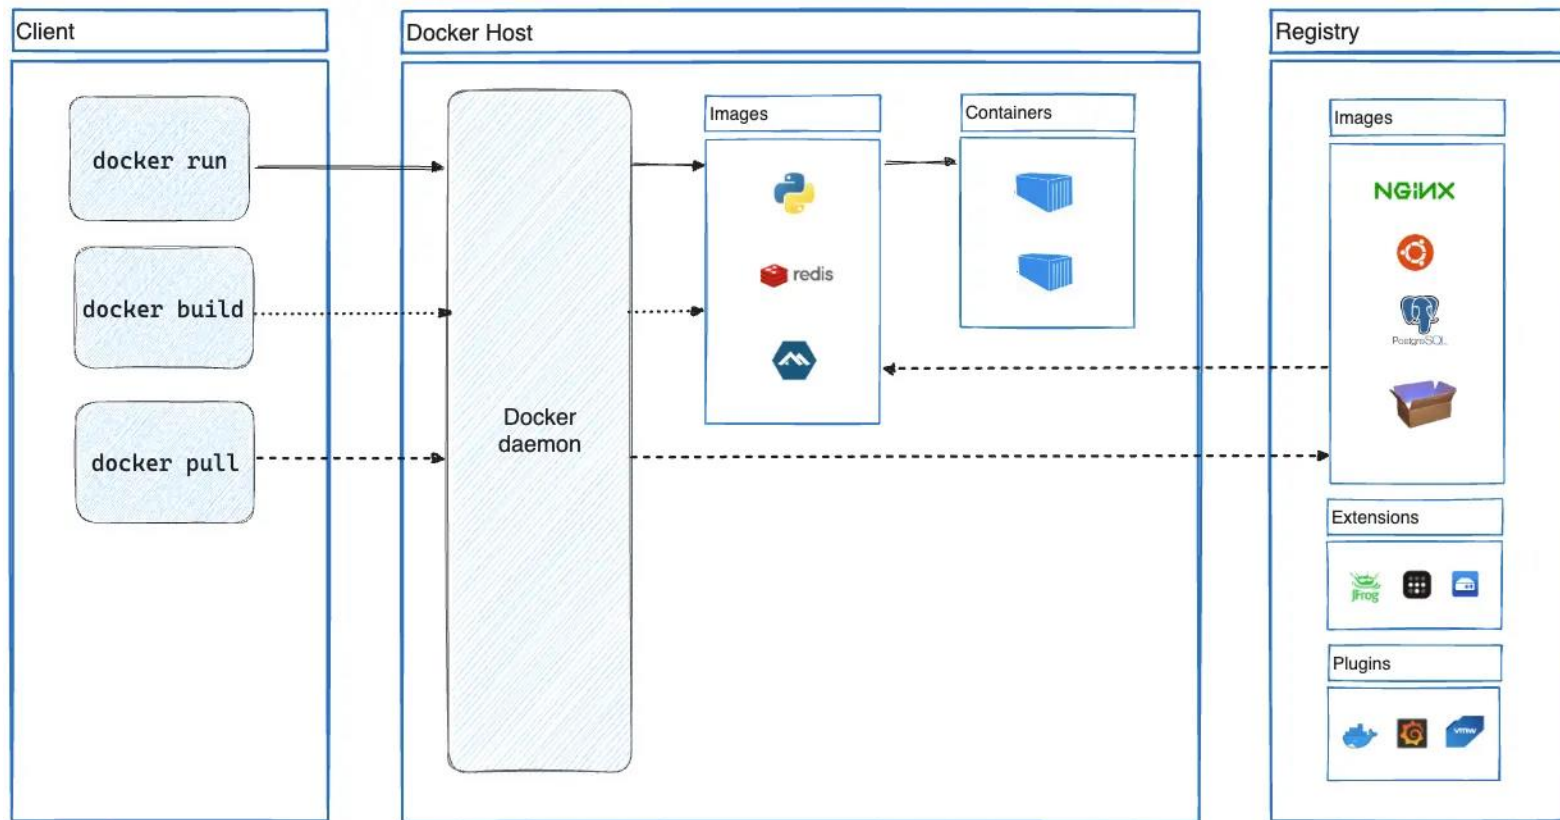 Client
docker run
docker build
docker pull
Docker Host
Docker
daemon
Images
redis
Containers
Registry
Images
NGINX
PostgreSQL
Extensions
JFrog
Plugins
vmw